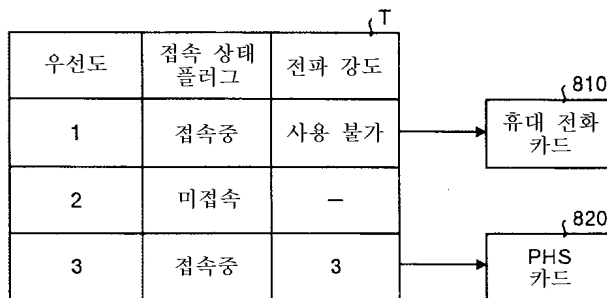 T
우선도
접속 상태
플러그
전파 강도
1
접속중
사용 불가
810
휴대 전화
카드
2
미접속
–
3
접속중
3
820
PHS
카드